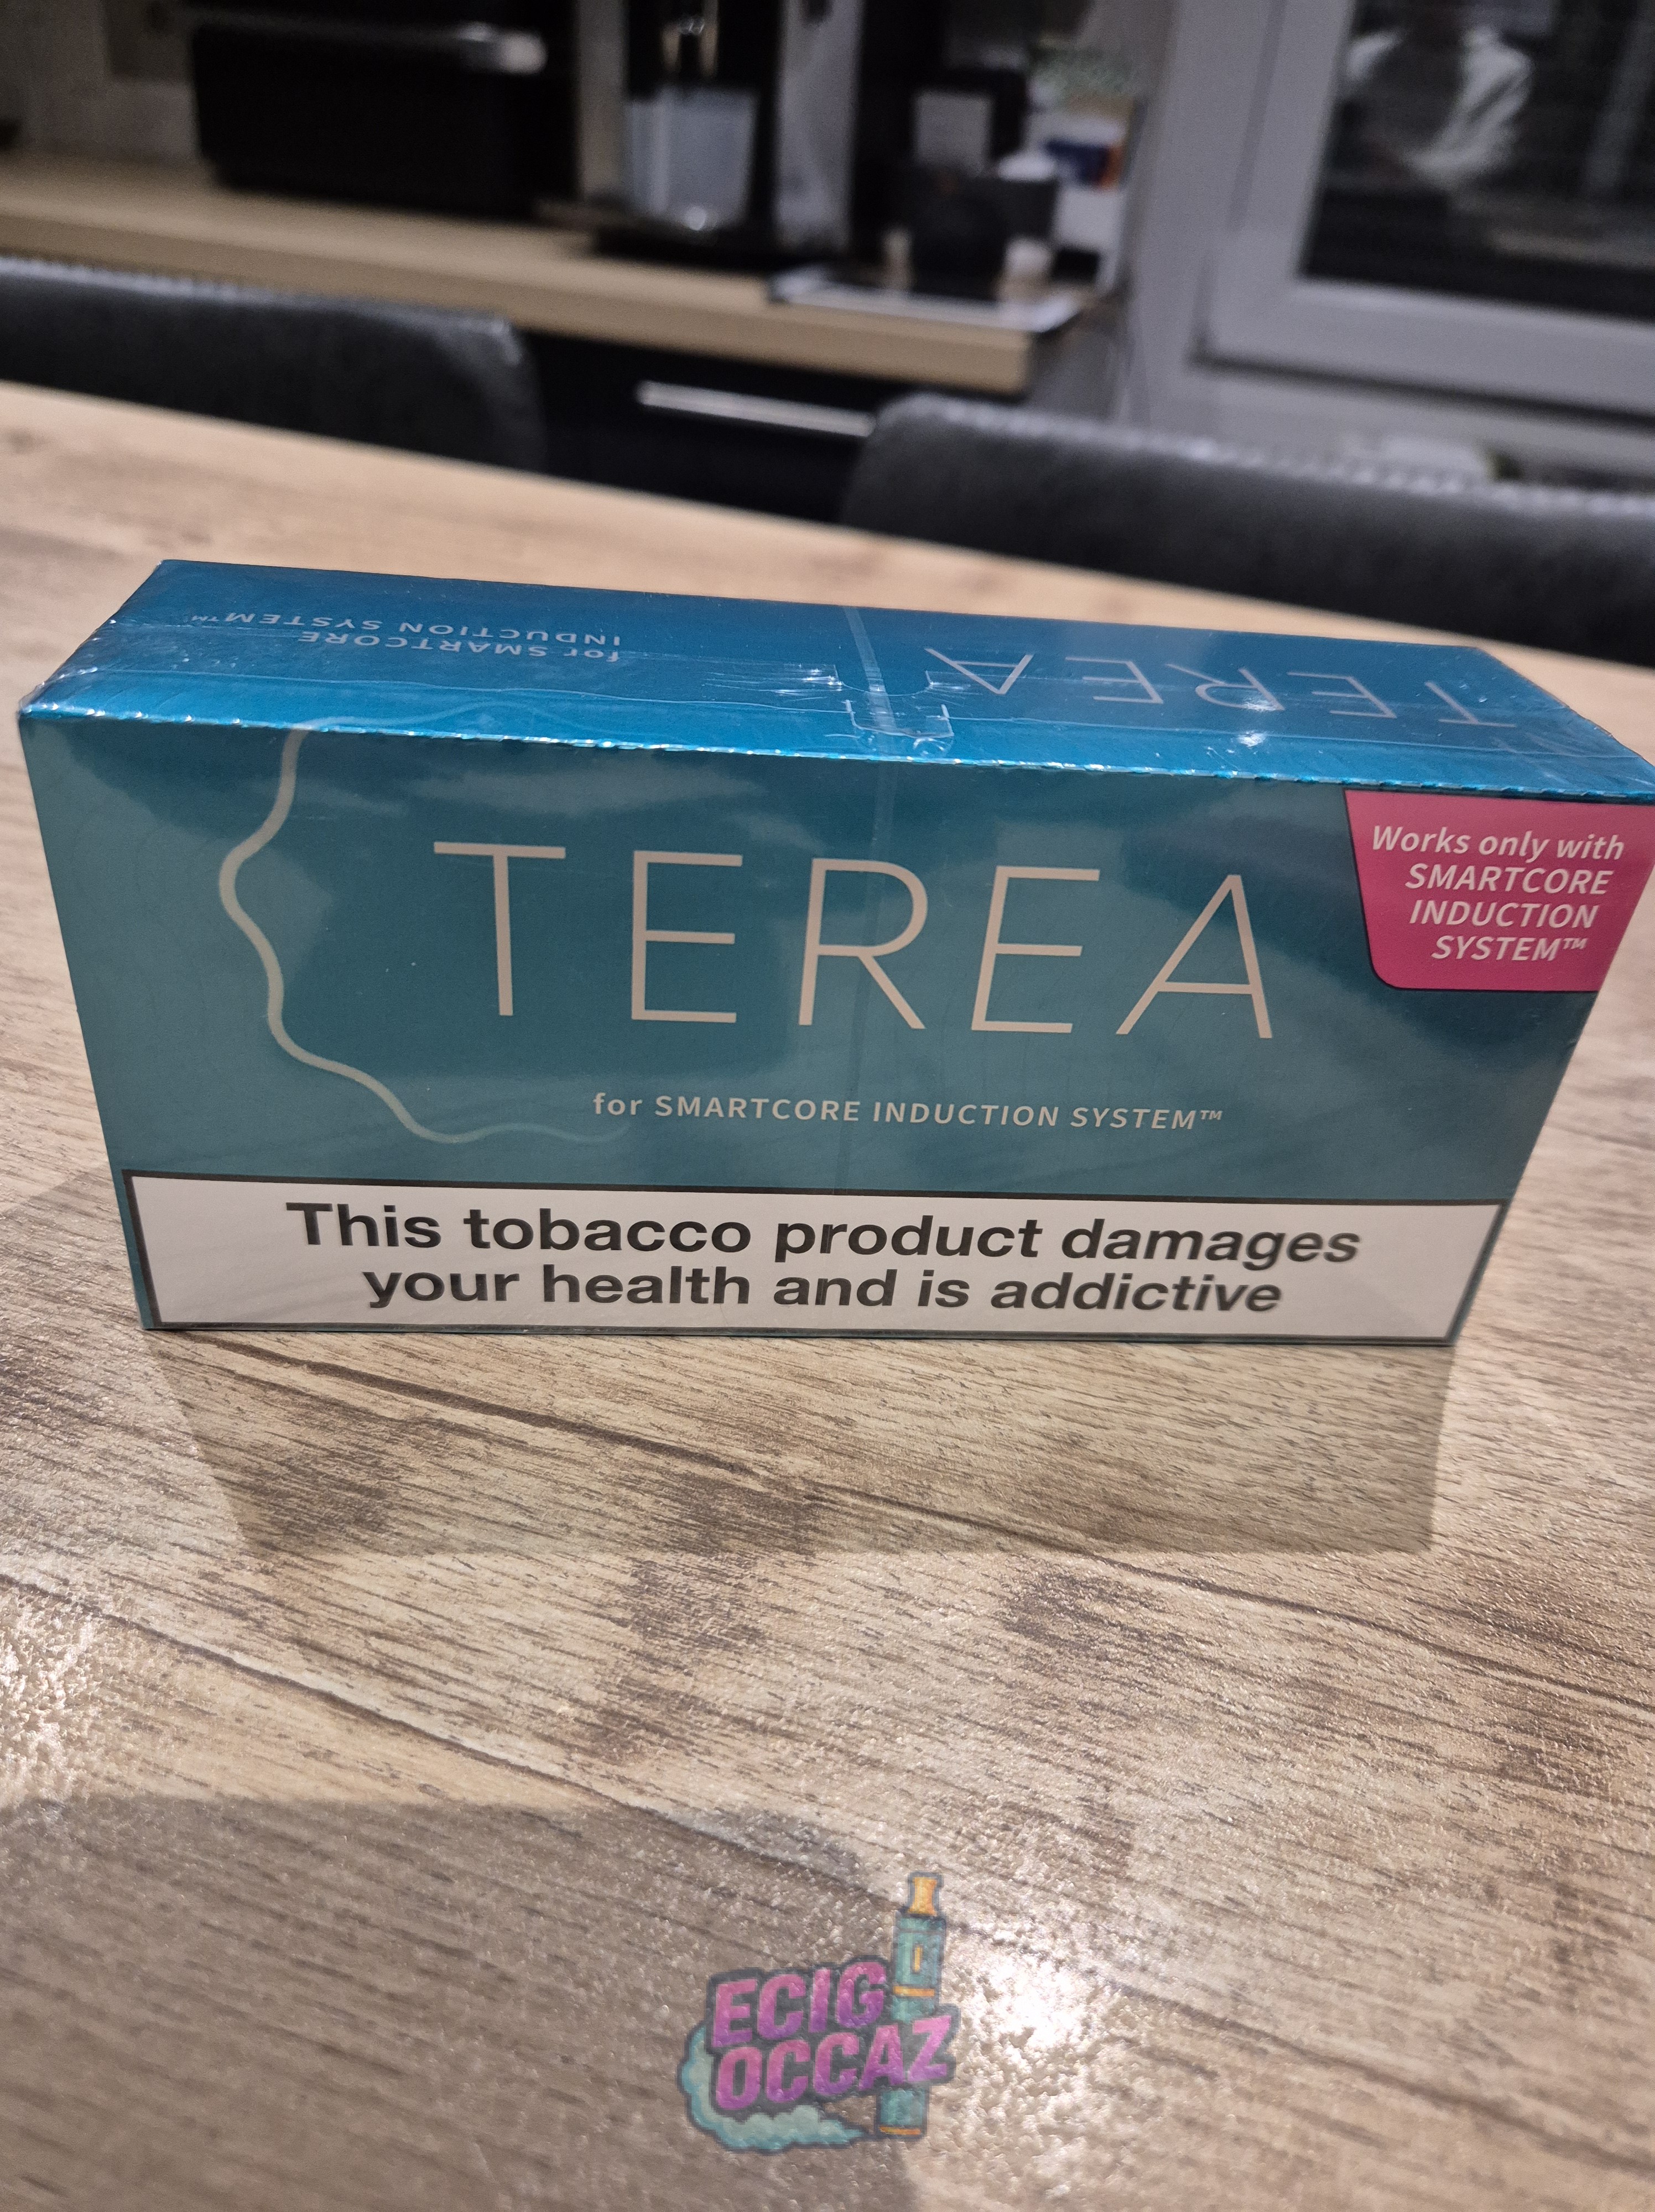 for SMARTCORE
INDUCTION SYSTEM™
TEREA
TEREA
Works only with
SMARTCORE
INDUCTION
SYSTEM™
for SMARTCORE INDUCTION SYSTEM™
This tobacco product damages
your health and is addictive
ECIG
OCCAZ